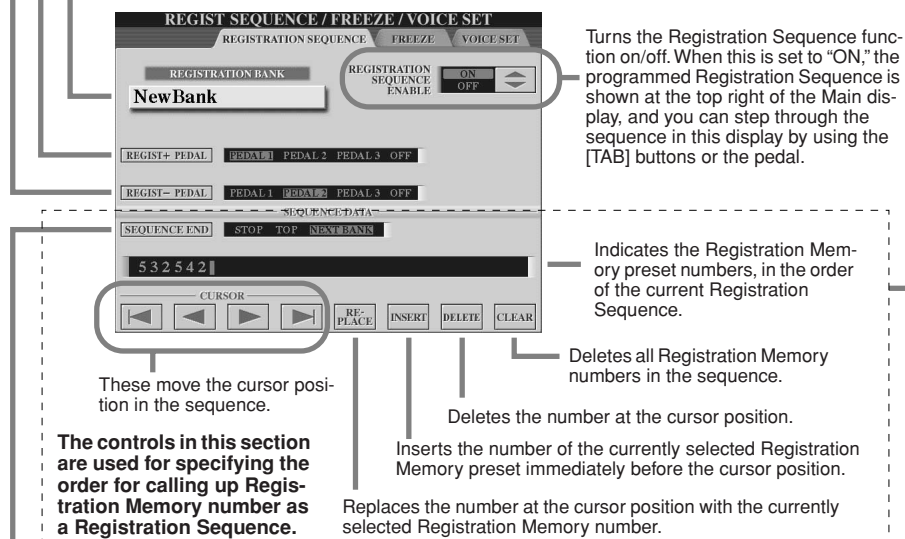 REGIST SEQUENCE / FREEZE / VOICE SET
REGISTRATION SEQUENCE FREEZE VOICE SET
REGISTRATION BANK
NewBank
REGISTRATION
SEQUENCE
ENABLE
ON
OFF
REGIST+ PEDAL PEDAL 1 PEDAL 2 PEDAL 3 OFF
REGIST− PEDAL PEDAL 1 PEDAL 2 PEDAL 3 OFF
SEQUENCE DATA
SEQUENCE END STOP TOP NEXT BANK
5 3 2 5 4 2
CURSOR
RE-
PLACE
INSERT
DELETE
CLEAR
Turns the Registration Sequence func-
tion on/off. When this is set to “ON,” the
programmed Registration Sequence is
shown at the top right of the Main dis-
play, and you can step through the
sequence in this display by using the
[TAB] buttons or the pedal.
Indicates the Registration Mem-
ory preset numbers, in the order
of the current Registration
Sequence.
Deletes all Registration Memory
numbers in the sequence.
These move the cursor posi-
tion in the sequence.
Deletes the number at the cursor position.
The controls in this section
are used for specifying the
order for calling up Regis-
tration Memory number as
a Registration Sequence.
Inserts the number of the currently selected Registration
Memory preset immediately before the cursor position.
Replaces the number at the cursor position with the currently
selected Registration Memory number.